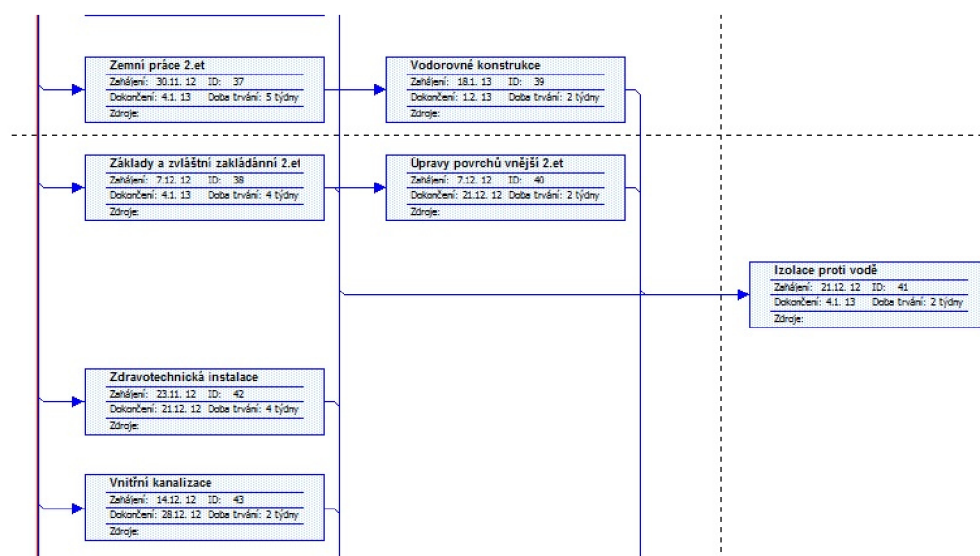 Zemní práce 2.et
Zahájení: 30.11. 12 ID: 37
Dokončení: 4.1. 13 Doba trvání: 5 týdny
Zdroje:
Vodorovné konstrukce
Zahájení: 18.1. 13 ID: 39
Dokončení: 1.2. 13 Doba trvání: 2 týdny
Zdroje:
Základy a zvláštní zakládánní 2.et
Zahájení: 7.12. 12 ID: 38
Dokončení: 4.1. 13 Doba trvání: 4 týdny
Zdroje:
Úpravy povrchů vnější 2.et
Zahájení: 7.12. 12 ID: 40
Dokončení: 21.12. 12 Doba trvání: 2 týdny
Zdroje:
Izolace proti vodě
Zahájení: 21.12. 12 ID: 41
Dokončení: 4.1. 13 Doba trvání: 2 týdny
Zdroje:
Zdravotechnická instalace
Zahájení: 23.11. 12 ID: 42
Dokončení: 21.12. 12 Doba trvání: 4 týdny
Zdroje:
Vnitřní kanalizace
Zahájení: 14.12. 12 ID: 43
Dokončení: 28.12. 12 Doba trvání: 2 týdny
Zdroje: